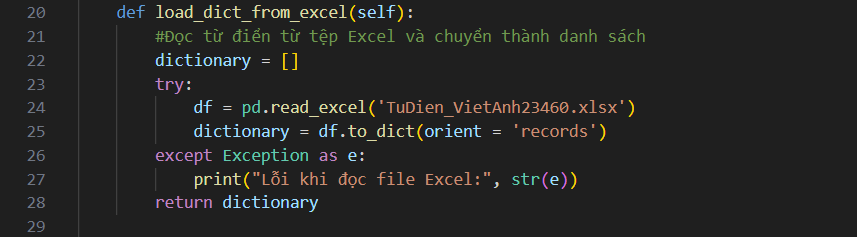 20 def load_dict_from_excel(self):
21 #Đọc từ điển từ tệp Excel và chuyển thành danh sách
22 dictionary = []
23 try:
24 df = pd.read_excel('TuDien_VietAnh23460.xlsx')
25 dictionary = df.to_dict(orient = 'records')
26 except Exception as e:
27 print("Lỗi khi đọc file Excel:", str(e))
28 return dictionary
29